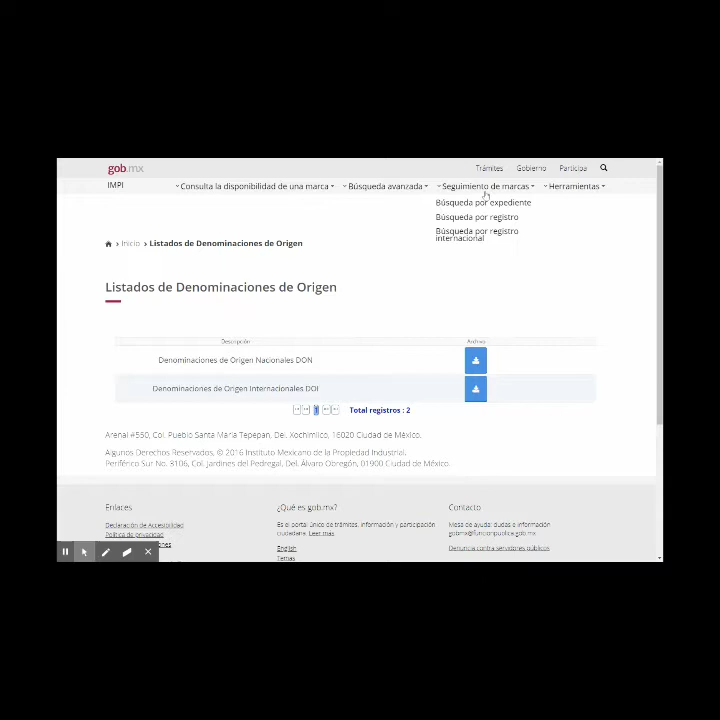 gob.mx
Trámites Gobierno Participa
IMPI Consulta la disponibilidad de una marca Búsqueda avanzada Seguimiento de marcas Herramientas
Búsqueda por expediente
Búsqueda por registro
Búsqueda por registro
internacional
Inicio > Listados de Denominaciones de Origen
Listados de Denominaciones de Origen
Descripción Archivo
Denominaciones de Origen Nacionales DON
Denominaciones de Origen Internacionales DOI
1 Total registros : 2
Arenal #550, Col. Pueblo Santa María Tepepan, Del. Xochimilco, 16020 Ciudad de México.
Algunos Derechos Reservados, © 2016 Instituto Mexicano de la Propiedad Industrial.
Periférico Sur No. 3106, Col. Jardines del Pedregal, Del. Álvaro Obregón, 01900 Ciudad de México.
Enlaces ¿Qué es gob.mx? Contacto
Declaración de Accesibilidad
Política de privacidad
Es el portal único de trámites, información y participación
ciudadana. Leer más
English
Temas
Mesa de ayuda: dudas e información
gobmx@funcionpublica.gob.mx
Denuncia contra servidores públicos